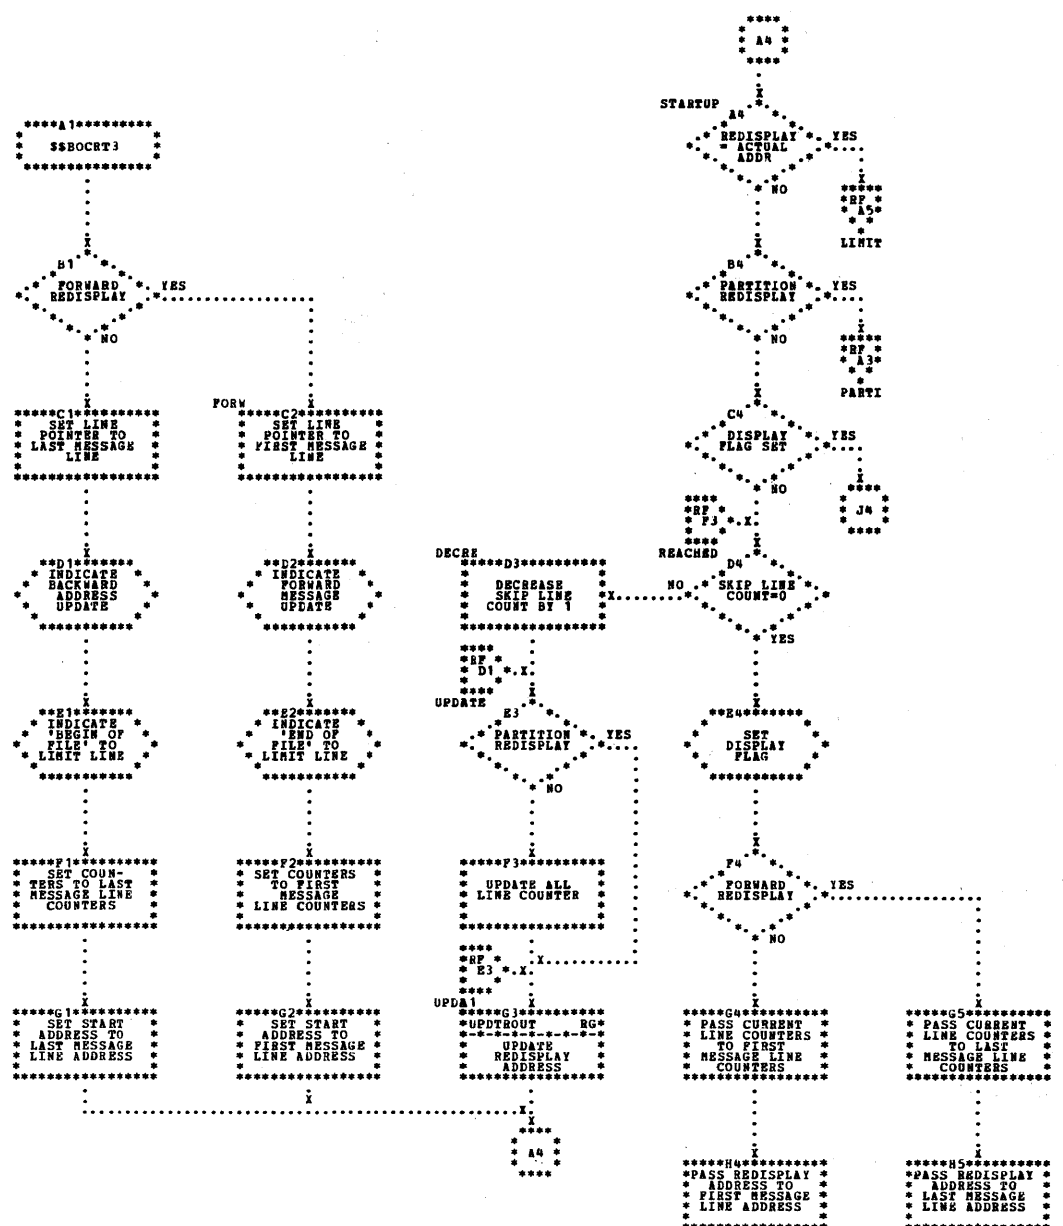 A4
STARTUP
A4
REDISPLAY
= ACTUAL
ADDR
YES
NO
RF
A5
LIMIT
A1
$$BOCRT3
B1
FORWARD
REDISPLAY
YES
NO
B4
PARTITION
REDISPLAY
YES
NO
RF
A3
PARTI
C1
SET LINE
POINTER TO
LAST MESSAGE
LINE
FORW
C2
SET LINE
POINTER TO
FIRST MESSAGE
LINE
C4
DISPLAY
FLAG SET
YES
NO
J4
RF
F3
REACHED
D1
INDICATE
BACKWARD
ADDRESS
UPDATE
D2
INDICATE
FORWARD
MESSAGE
UPDATE
DECRE
D3
DECREASE
SKIP LINE
COUNT BY 1
D4
SKIP LINE
COUNT=0
NO
YES
RF
D1
UPDATE
E1
INDICATE
'BEGIN OF
FILE' TO
LIMIT LINE
E2
INDICATE
'END OF
FILE' TO
LIMIT LINE
E3
PARTITION
REDISPLAY
YES
NO
E4
SET
DISPLAY
FLAG
F1
SET COUN-
TERS TO LAST
MESSAGE LINE
COUNTERS
F2
SET COUNTERS
TO FIRST
MESSAGE
LINE COUNTERS
F3
UPDATE ALL
LINE COUNTER
F4
FORWARD
REDISPLAY
YES
NO
RF
E3
UPDA1
G1
SET START
ADDRESS TO
LAST MESSAGE
LINE ADDRESS
G2
SET START
ADDRESS TO
FIRST MESSAGE
LINE ADDRESS
G3
UPDTROUT RG
UPDATE
REDISPLAY
ADDRESS
G4
PASS CURRENT
LINE COUNTERS
TO FIRST
MESSAGE LINE
COUNTERS
G5
PASS CURRENT
LINE COUNTERS
TO LAST
MESSAGE LINE
COUNTERS
A4
H4
PASS REDISPLAY
ADDRESS TO
FIRST MESSAGE
LINE ADDRESS
H5
PASS REDISPLAY
ADDRESS TO
LAST MESSAGE
LINE ADDRESS